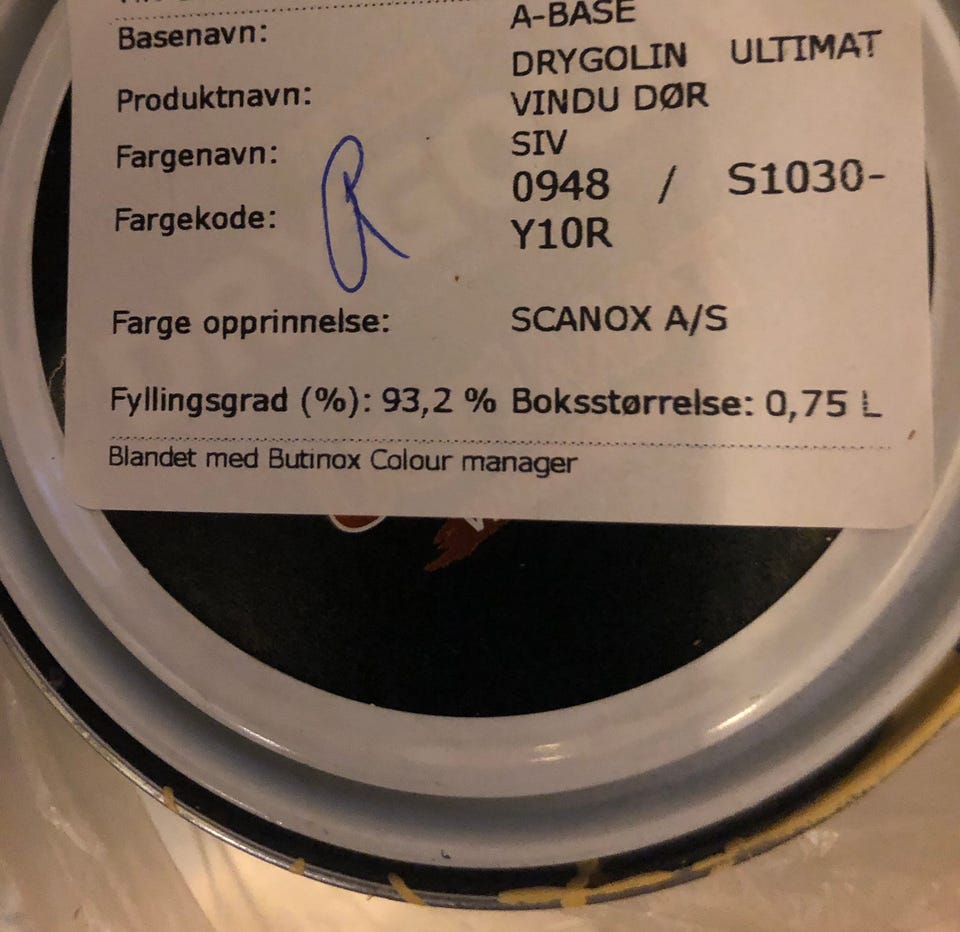 Basenavn: A-BASE
DRYGOLIN ULTIMAT
Produktnavn: VINDU DØR
Fargenavn: SIV
0948 / S1030-
Fargekode: Y10R
R
Farge opprinnelse: SCANOX A/S
Fyllingsgrad (%): 93,2 % Boksstørrelse: 0,75 L
Blandet med Butinox Colour manager